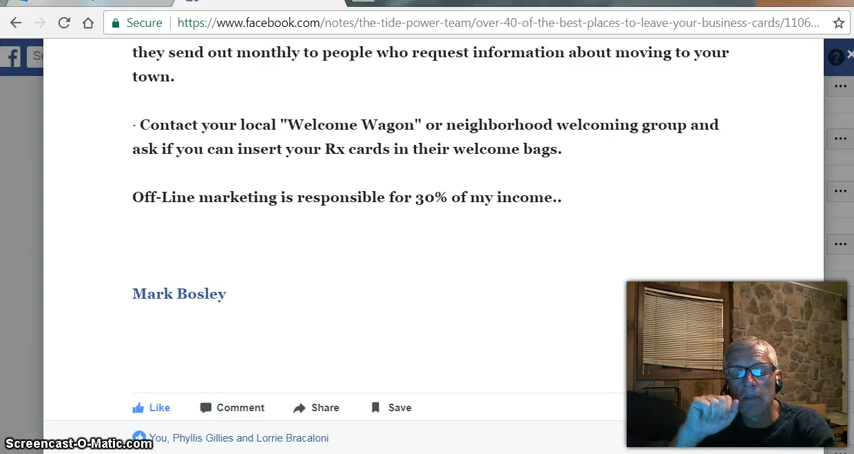 Secure https://www.facebook.com/notes/the-tide-power-team/over-40-of-the-best-places-to-leave-your-business-cards/1106...
they send out monthly to people who request information about moving to your
town.
· Contact your local "Welcome Wagon" or neighborhood welcoming group and
ask if you can insert your Rx cards in their welcome bags.
Off-Line marketing is responsible for 30% of my income..
Mark Bosley
Like Comment Share Save
You, Phyllis Gillies and Lorrie Bracaloni
Screencast-O-Matic.com